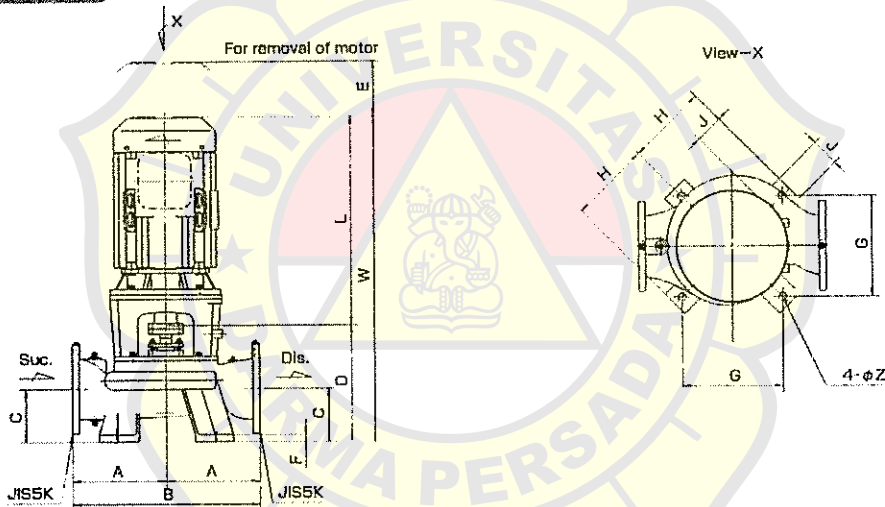 X
For removal of motor
View-X
E
L
W
D
Suc.
Dis.
C
C
F
A
A
B
JIS5K
JIS5K
H
J
H
J
G
G
4-φZ
UNIVERSITAS
DARMA PERSADA